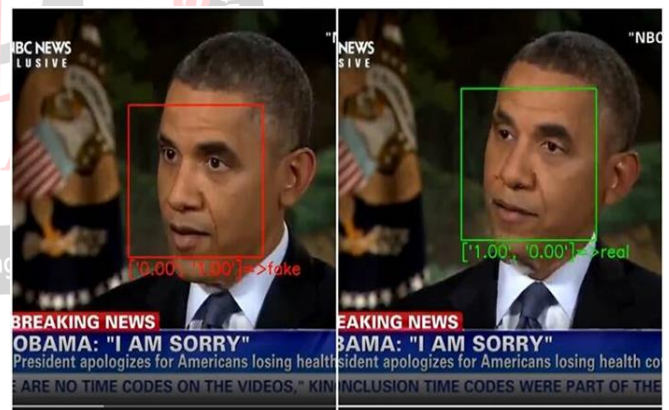 NBC NEWS
LUSIVE
['0.00', '1.00']=>fake
BREAKING NEWS
OBAMA: "I AM SORRY"
President apologizes for Americans losing health
E ARE NO TIME CODES ON THE VIDEOS," KIN
NEWS
SIVE
"NBC
['1.00', '0.00']=>real
EAKING NEWS
BAMA: "I AM SORRY"
sident apologizes for Americans losing health co
NCLUSION TIME CODES WERE PART OF THE